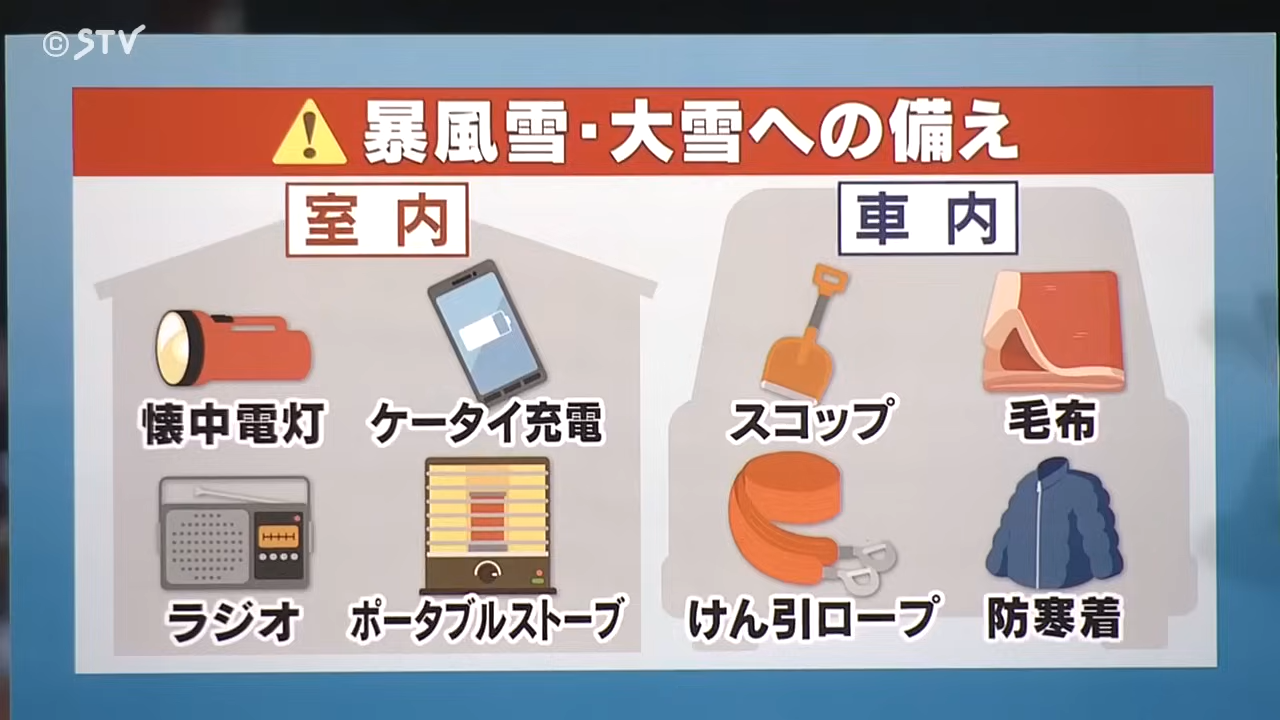 © STV
暴風雪・大雪への備え
室内
懐中電灯
ケータイ充電
ラジオ
ポータブルストーブ
車内
スコップ
毛布
けん引ロープ
防寒着